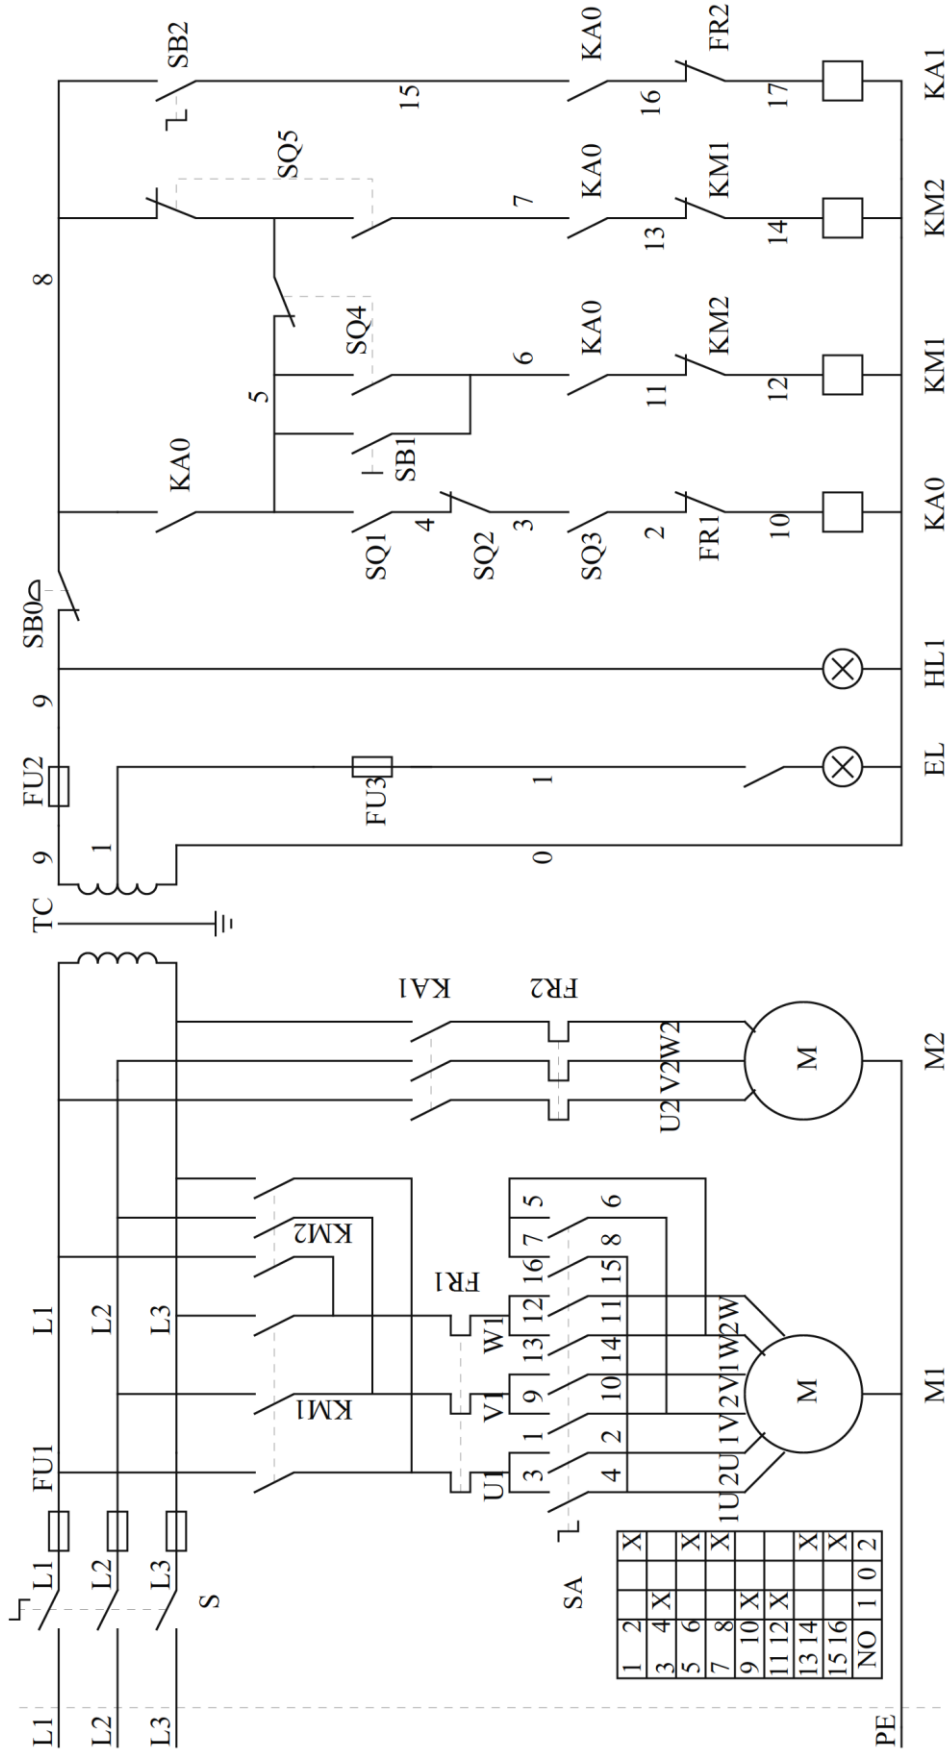 L1 L1 FU1 L1 TC 9 FU2 9 SB0 8
L2 L2 L2 1
L3 L3 L3 KA0 SB2
S 5 SQ5
KM1 KM2
SQ4
FU3 SQ1 SB1 15
KA1 4
FR1 SQ2
U1 V1 W1 3 6 7
3 1 9 13 12 16 7 5 FR2 0 1
SA SQ3 KA0 KA0 KA0
4 2 10 14 11 15 8 6
1 2 X
3 4 X
5 6 X
7 8 X
9 10 X
11 12 X
13 14 X
15 16 X
NO 1 0 2
2 11 13 16
U2 V2 W2
1U 2U 1V 2V1 W 2W
FR1 KM2 KM1 FR2
10 12 14 17
M M
PE
M1 M2 EL HL1 KA0 KM1 KM2 KA1